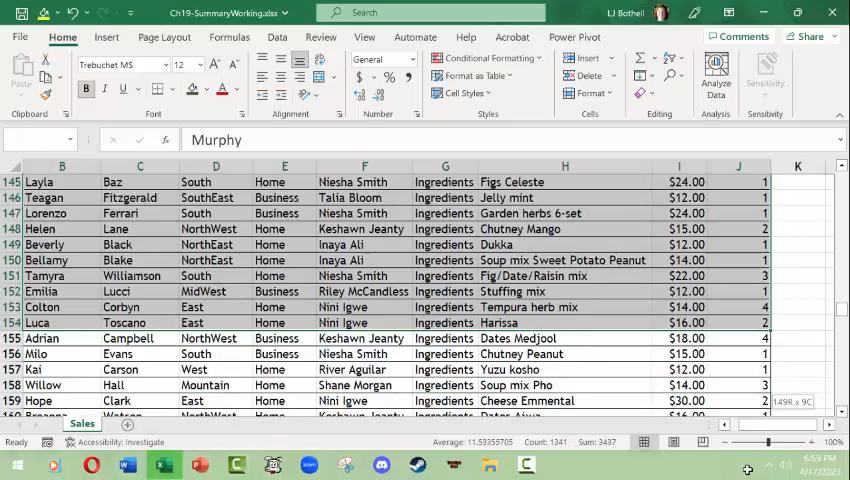 Ch19-SummaryWorking.xlsx
Search
LJ Bothell
File Home Insert Page Layout Formulas Data Review View Automate Help Acrobat Power Pivot Comments Share
Paste
Trebuchet MS 12
B I U
General
$ % ,
Conditional Formatting
Format as Table
Cell Styles
Insert
Delete
Format
Analyze Data
Sensitivity
Clipboard Font Alignment Number Styles Cells Editing Analysis Sensitivity
fx Murphy
B C D E F G H I J K
145 Layla Baz South Home Niesha Smith Ingredients Figs Celeste $24.00 1
146 Teagan Fitzgerald SouthEast Business Talia Bloom Ingredients Jelly mint $12.00 1
147 Lorenzo Ferrari SouthEast Home Niesha Smith Ingredients Garden herbs 6-set $24.00 1
148 Helen Lane NorthWest Home Keshawn Jeanty Ingredients Chutney Mango $15.00 2
149 Beverly Black NorthEast Home Inaya Ali Ingredients Dukka $12.00 1
150 Bellamy Blake NorthEast Home Inaya Ali Ingredients Soup mix Sweet Potato Peanut $14.00 1
151 Tamyra Williamson South Home Niesha Smith Ingredients Fig/Date/Raisin mix $22.00 3
152 Emilia Lucci MidWest Business Riley McCandless Ingredients Stuffing mix $12.00 1
153 Colton Corbyn East Home Nini Igwe Ingredients Tempura herb mix $14.00 4
154 Luca Toscano East Home Nini Igwe Ingredients Harissa $16.00 2
155 Adrian Campbell NorthWest Business Keshawn Jeanty Ingredients Dates Medjool $18.00 4
156 Milo Evans South Business Niesha Smith Ingredients Chutney Peanut $15.00 1
157 Kai Carson West Home River Aguilar Ingredients Yuzu kosho $12.00 1
158 Willow Hall Mountain Home Shane Morgan Ingredients Soup mix Pho $14.00 3
159 Hope Clark East Home Nini Igwe Ingredients Cheese Emmental $30.00 2
149R x 9C
160 Breanna Watson NorthWest Business Keshawn Jeanty Ingredients Dates Ajwa $16.00 1
Sales
Ready Accessibility: Investigate Average: 11.53355705 Count: 1341 Sum: 3437 100%
6:59 PM
4/17/2023